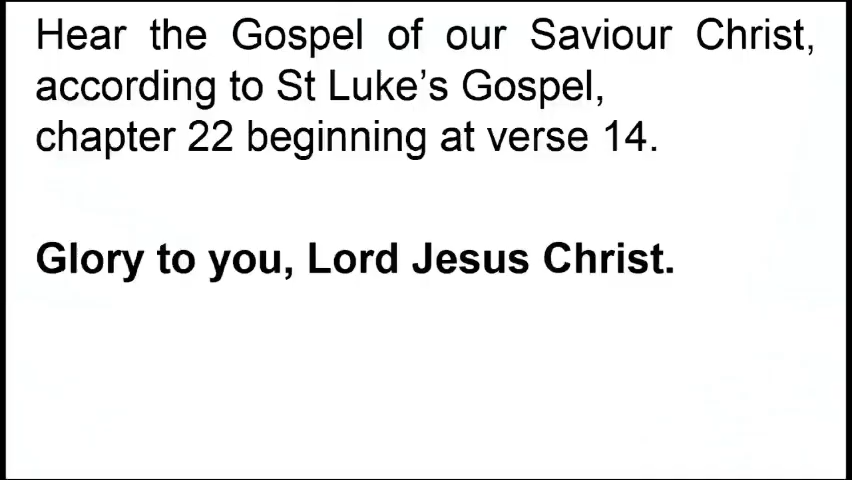 Hear the Gospel of our Saviour Christ,
according to St Luke’s Gospel,
chapter 22 beginning at verse 14.
Glory to you, Lord Jesus Christ.